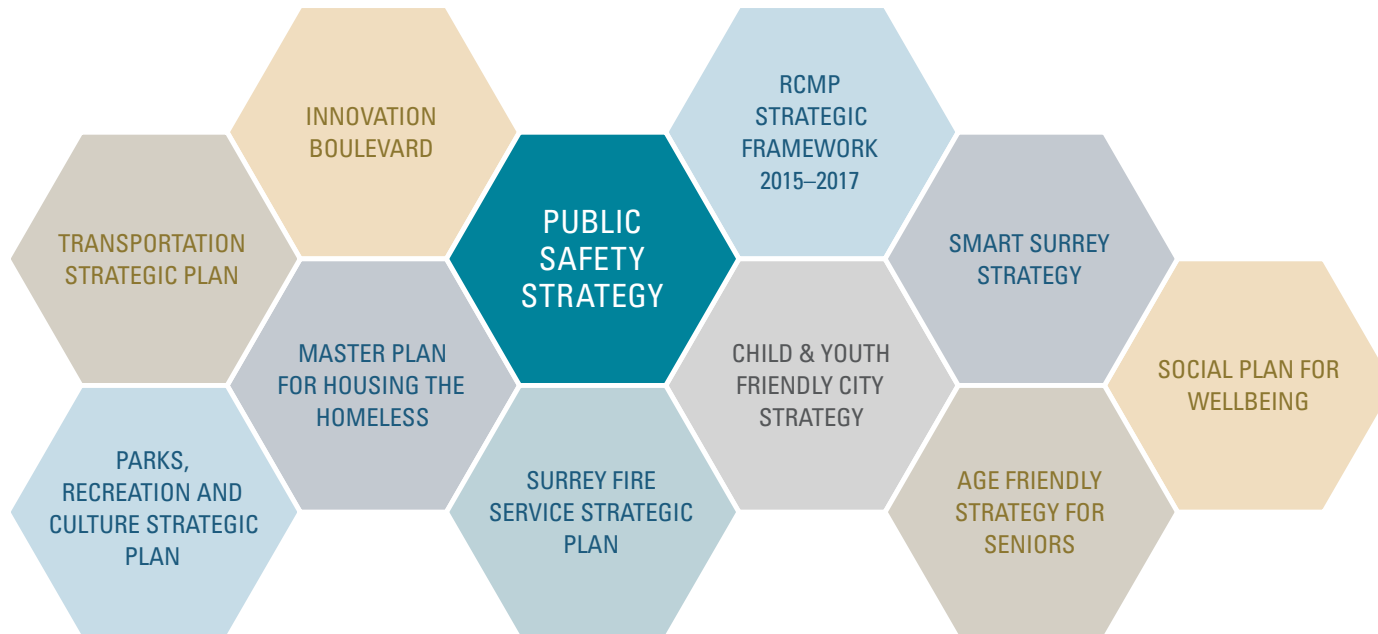 INNOVATION
BOULEVARD
RCMP
STRATEGIC
FRAMEWORK
2015–2017
TRANSPORTATION
STRATEGIC PLAN
PUBLIC
SAFETY
STRATEGY
SMART SURREY
STRATEGY
MASTER PLAN
FOR HOUSING THE
HOMELESS
CHILD & YOUTH
FRIENDLY CITY
STRATEGY
SOCIAL PLAN FOR
WELLBEING
PARKS,
RECREATION AND
CULTURE STRATEGIC
PLAN
SURREY FIRE
SERVICE STRATEGIC
PLAN
AGE FRIENDLY
STRATEGY FOR
SENIORS